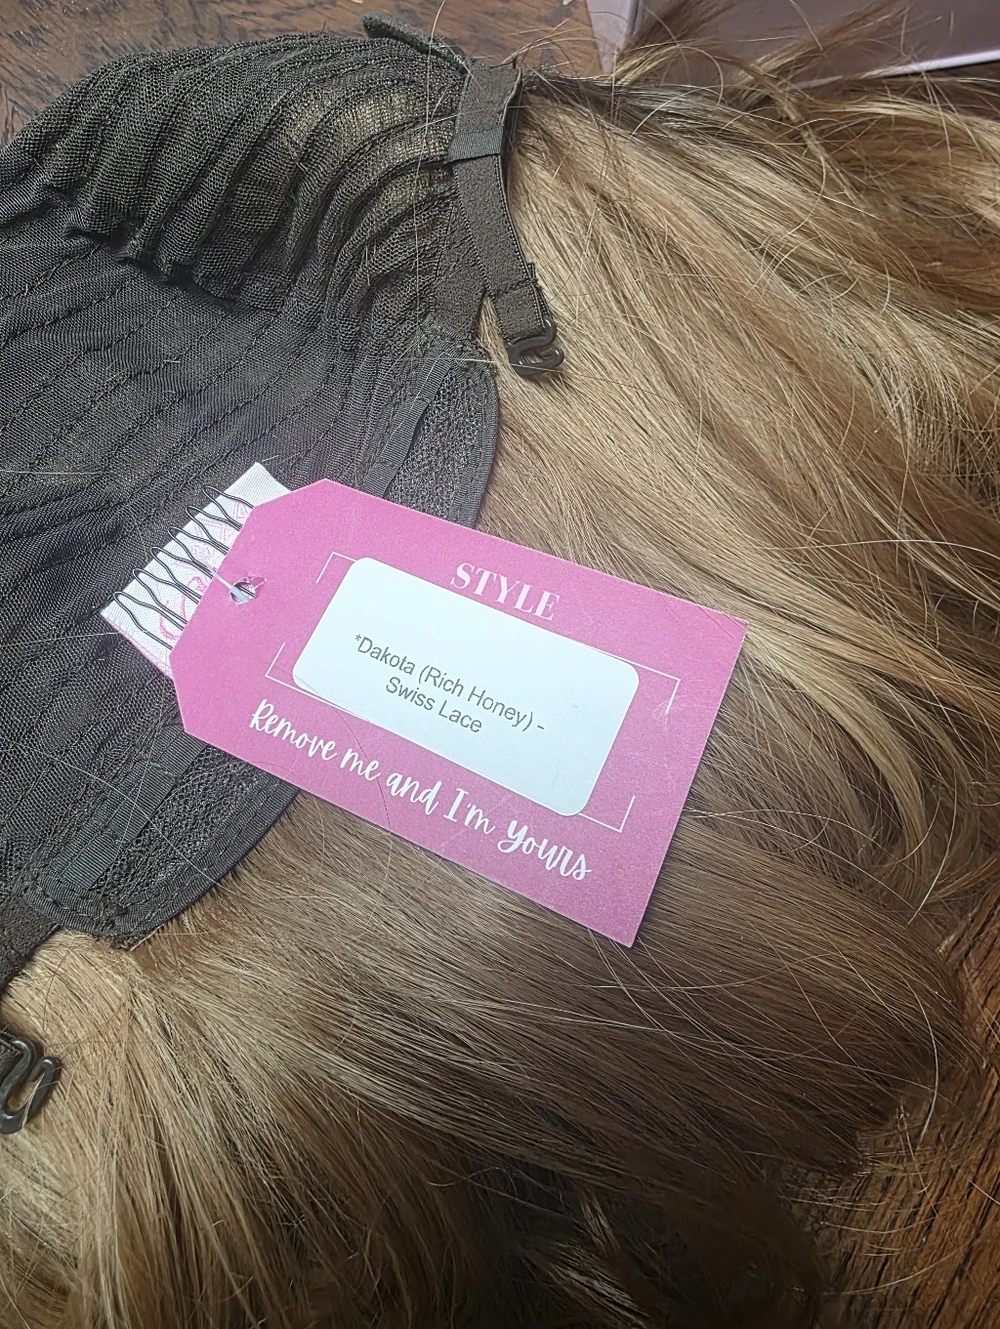 STYLE
*Dakota (Rich Honey) -
Swiss Lace
Remove me and I'm yours